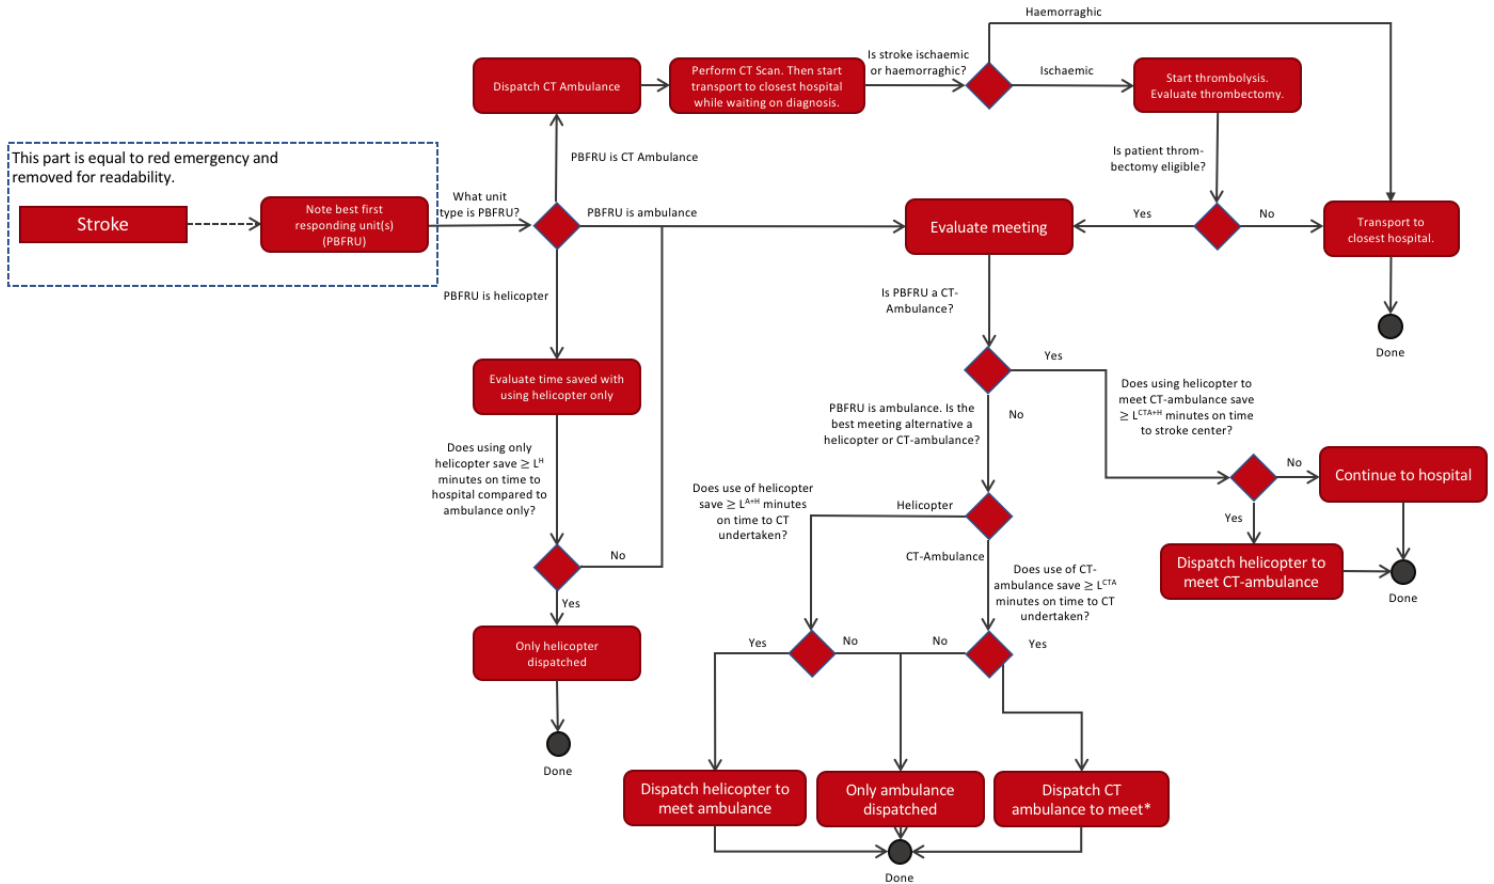 Haemorraghic
Is stroke ischaemic
or haemorraghic?
Ischaemic
Dispatch CT Ambulance
Perform CT Scan. Then start
transport to closest hospital
while waiting on diagnosis.
Start thrombolysis.
Evaluate thrombectomy.
This part is equal to red emergency and
removed for readability.
PBFRU is CT Ambulance
Is patient throm-
bectomy eligible?
Stroke
Note best first
responding unit(s)
(PBFRU)
What unit
type is PBFRU?
PBFRU is ambulance
Evaluate meeting
Yes
No
Transport to
closest hospital.
PBFRU is helicopter
Is PBFRU a CT-
Ambulance?
Done
Evaluate time saved with
using helicopter only
Yes
Does using helicopter to
meet CT-ambulance save
≥ L^CTA+H minutes on time
to stroke center?
PBFRU is ambulance. Is the
best meeting alternative a
helicopter or CT-ambulance?
No
Does using only
helicopter save ≥ L^H
minutes on time to
hospital compared to
ambulance only?
No
Continue to hospital
Does use of helicopter
save ≥ L^A+H minutes
on time to CT
undertaken?
Helicopter
Yes
CT-Ambulance
No
Does use of CT-
ambulance save ≥ L^CTA
minutes on time to CT
undertaken?
Dispatch helicopter to
meet CT-ambulance
Done
Yes
Only helicopter
dispatched
Yes
No
No
Yes
Done
Dispatch helicopter to
meet ambulance
Only ambulance
dispatched
Dispatch CT
ambulance to meet*
Done